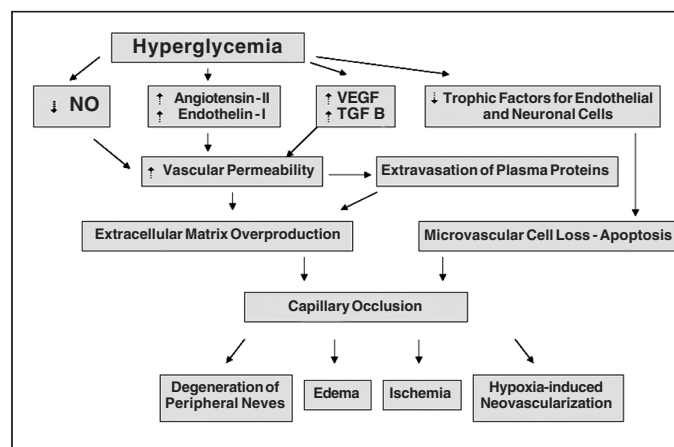 Hyperglycemia
↓ NO
↑ Angiotensin-II
↑ Endothelin-I
↑ VEGF
↑ TGF B
↓ Trophic Factors for Endothelial
and Neuronal Cells
↑ Vascular Permeability
Extravasation of Plasma Proteins
Extracellular Matrix Overproduction
Microvascular Cell Loss - Apoptosis
Capillary Occlusion
Degeneration of
Peripheral Neves
Edema
Ischemia
Hypoxia-induced
Neovascularization